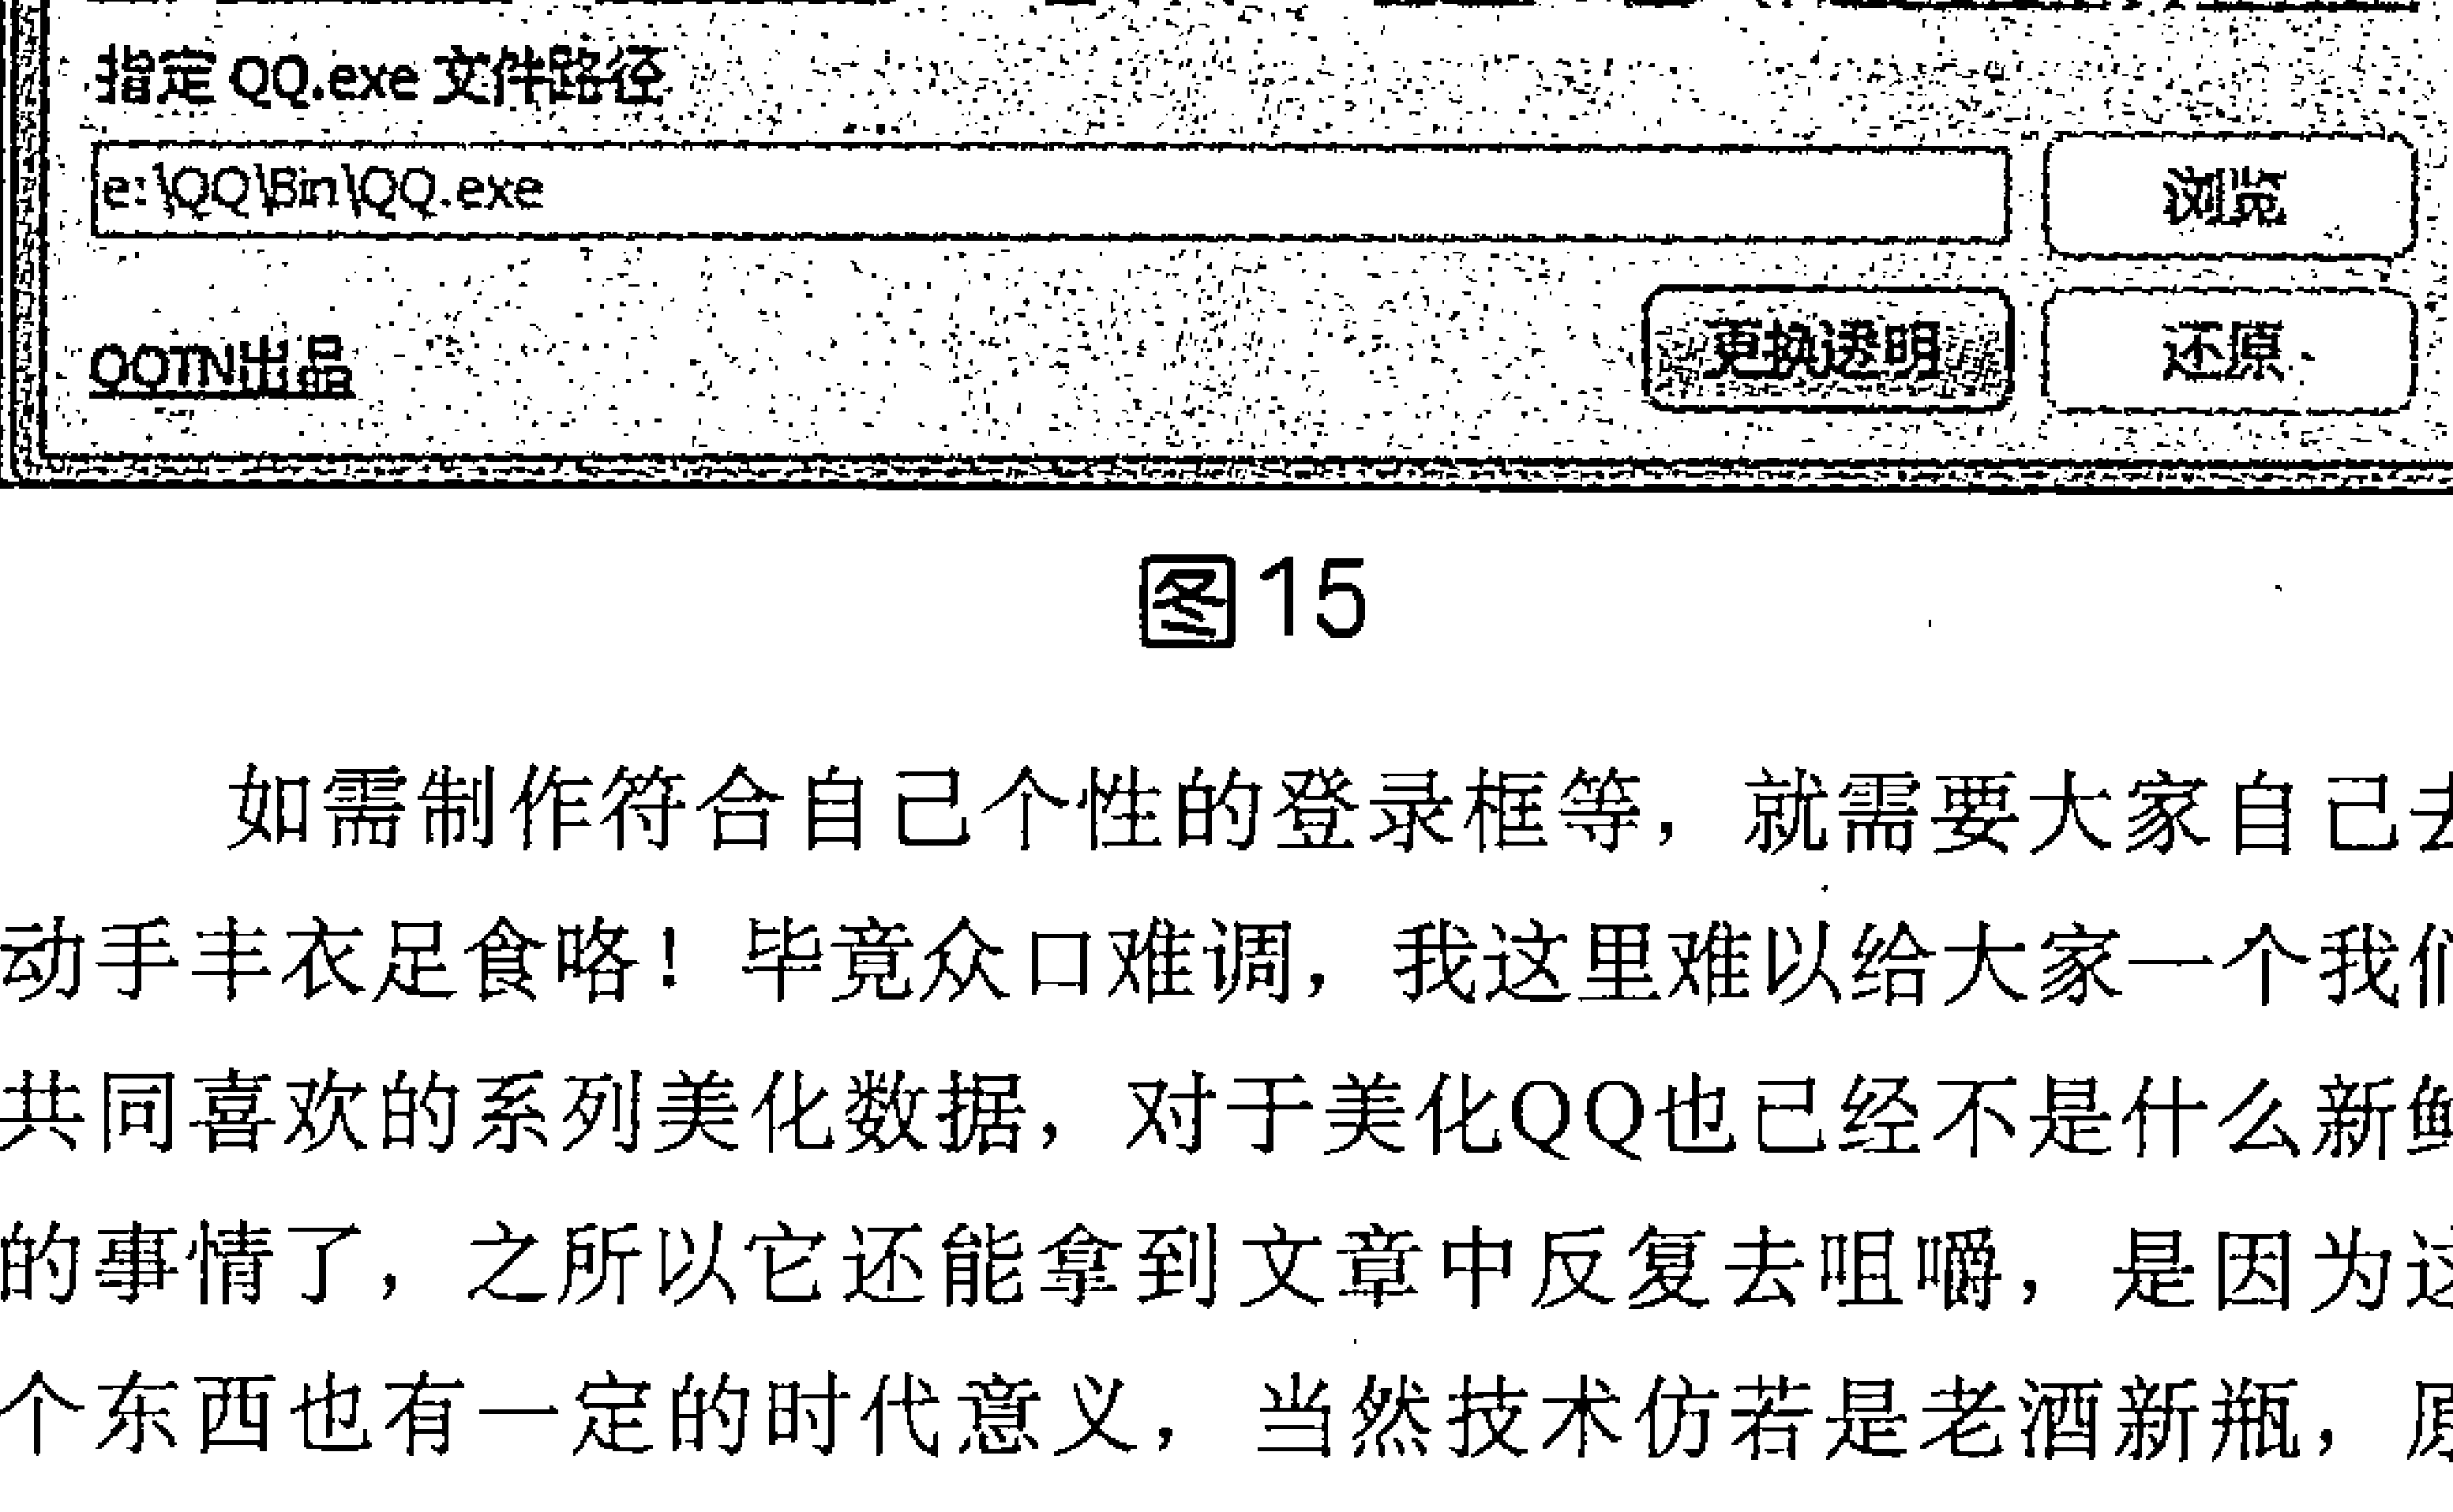 指定 QQ.exe 文件路径
e:\QQ\Bin\QQ.exe
浏览
QQTN出品
更换透明
还原
图15
如需制作符合自己个性的登录框等，就需要大家自己去
动手丰衣足食咯！毕竟众口难调，我这里难以给大家一个我们
共同喜欢的系列美化数据，对于美化QQ也已经不是什么新鲜
的事情了，之所以它还能拿到文章中反复去咀嚼，是因为这
个东西也有一定的时代意义，当然技术仿若是老酒新瓶，原